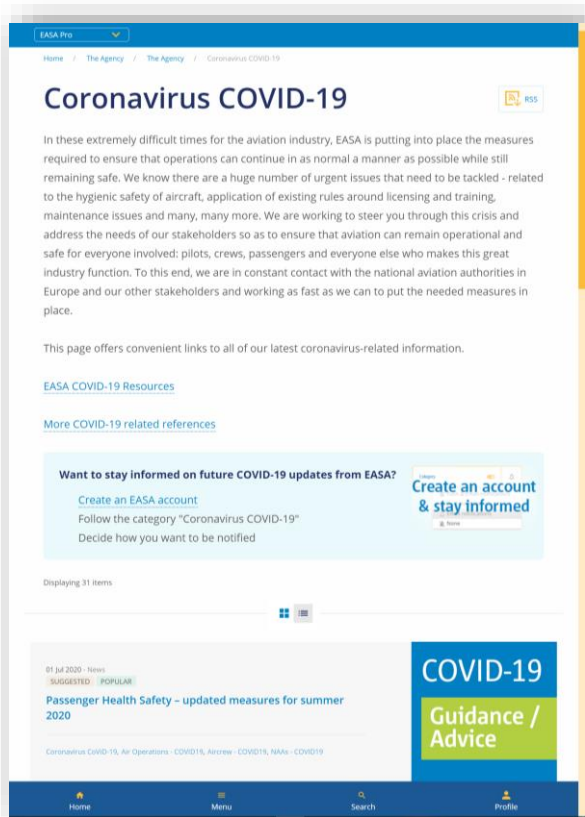 EASA Pro
Home / The Agency / The Agency / Coronavirus COVID-19
Coronavirus COVID-19
RSS
In these extremely difficult times for the aviation industry, EASA is putting into place the measures
required to ensure that operations can continue in as normal a manner as possible while still
remaining safe. We know there are a huge number of urgent issues that need to be tackled - related
to the hygienic safety of aircraft, application of existing rules around licensing and training,
maintenance issues and many, many more. We are working to steer you through this crisis and
address the needs of our stakeholders so as to ensure that aviation can remain operational and
safe for everyone involved: pilots, crews, passengers and everyone else who makes this great
industry function. To this end, we are in constant contact with the national aviation authorities in
Europe and our other stakeholders and working as fast as we can to put the needed measures in
place.
This page offers convenient links to all of our latest coronavirus-related information.
EASA COVID-19 Resources
More COVID-19 related references
Want to stay informed on future COVID-19 updates from EASA?
Create an EASA account
Follow the category "Coronavirus COVID-19"
Decide how you want to be notified
Category
Create an account
& stay informed
None
Displaying 31 items
01 Jul 2020 - News
SUGGESTED POPULAR
Passenger Health Safety – updated measures for summer
2020
Coronavirus CoViD-19, Air Operations - COVID19, Aircrew - COVID19, NAAs - COVID19
COVID-19
Guidance /
Advice
Home
Menu
Search
Profile